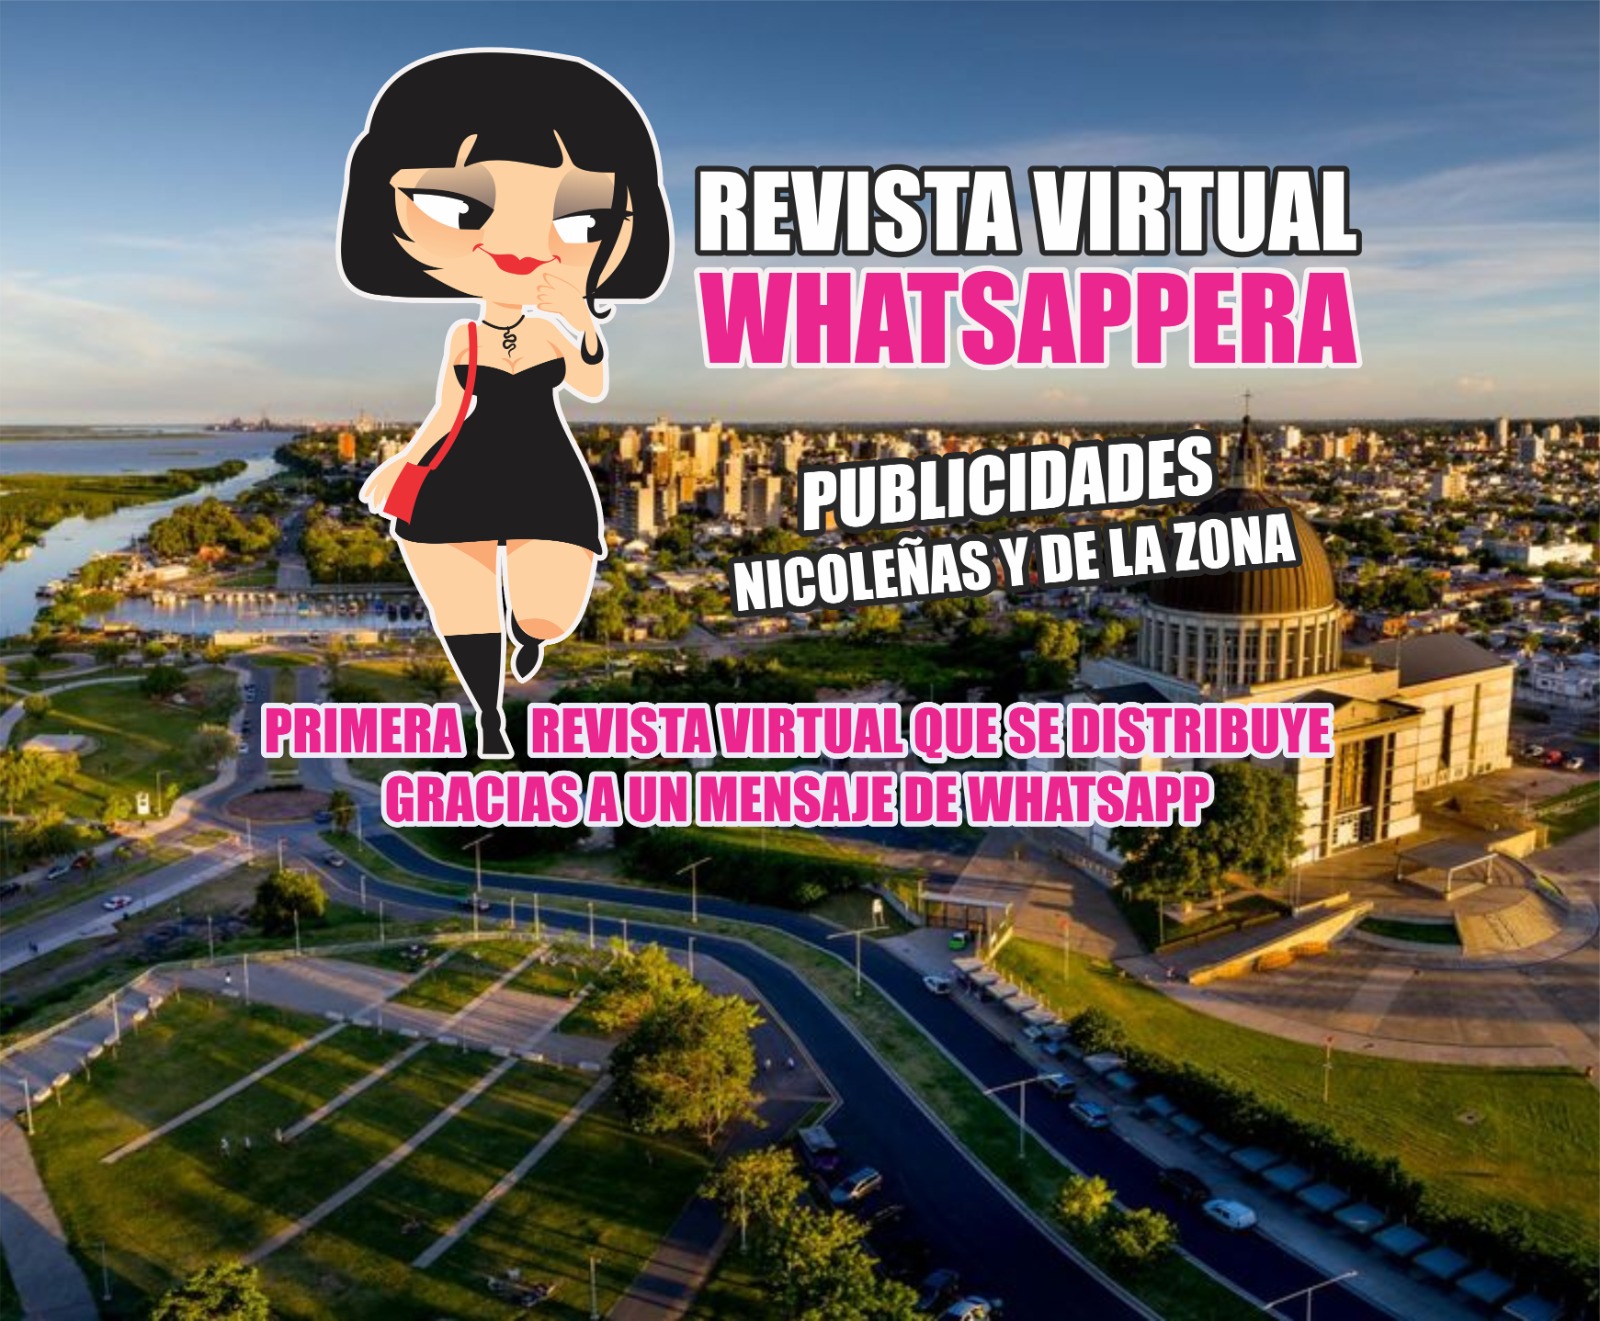 REVISTA VIRTUAL
WHATSAPPERA
PUBLICIDADES
NICOLEÑAS Y DE LA ZONA
PRIMERA REVISTA VIRTUAL QUE SE DISTRIBUYE
GRACIAS A UN MENSAJE DE WHATSAPP